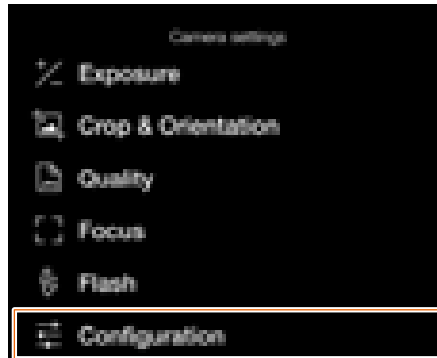 Camera settings
Exposure
Crop & Orientation
Quality
Focus
Flash
Configuration